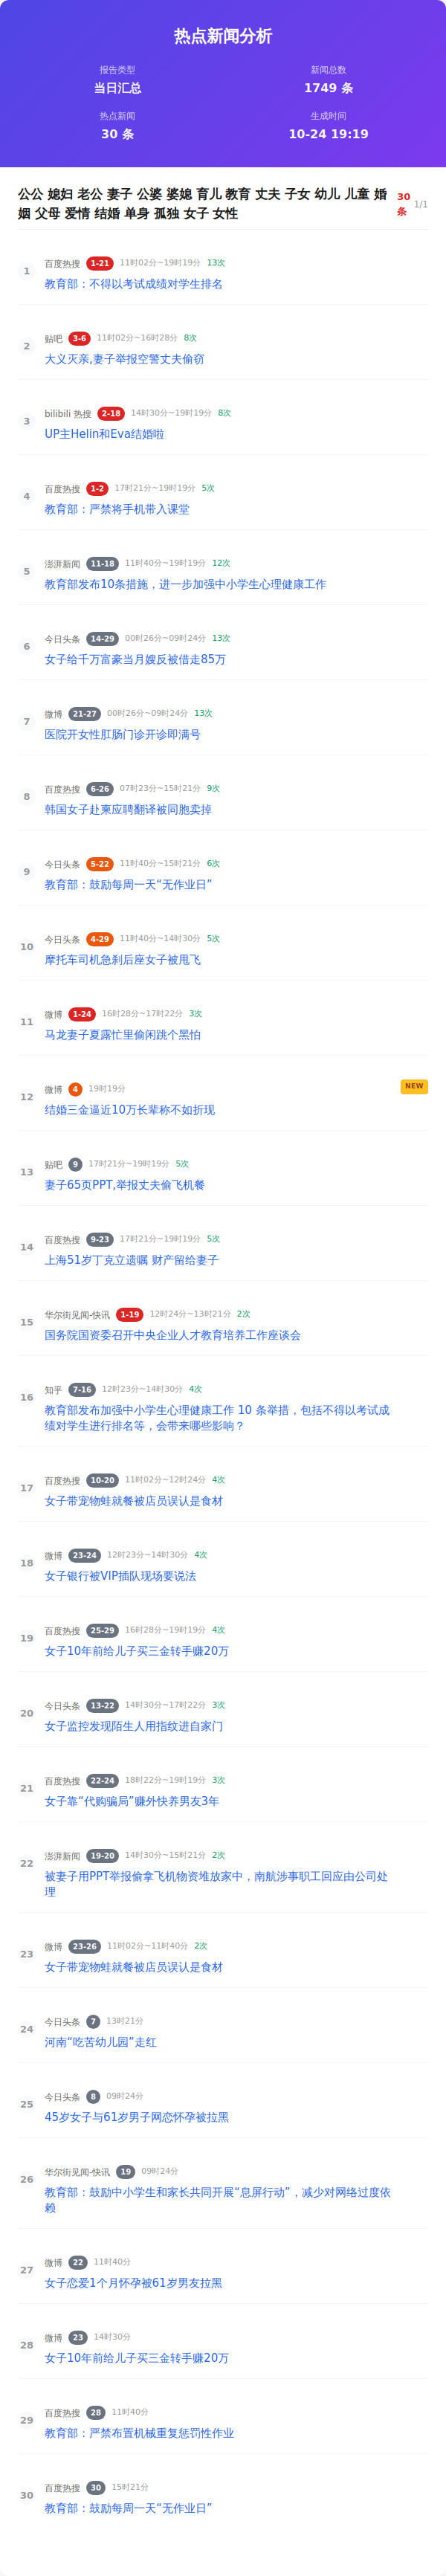 热点新闻分析
报告类型
当日汇总
新闻总数
1749 条
热点新闻
30 条
生成时间
10-24 19:19
公公 媳妇 老公 妻子 公婆 婆媳 育儿 教育 丈夫 子女 幼儿 儿童 婚
姻 父母 爱情 结婚 单身 孤独 女子 女性
30
条
1/1
1
百度热搜 1-21 11时02分~19时19分 13次
教育部：不得以考试成绩对学生排名
2
贴吧 3-6 11时02分~16时28分 8次
大义灭亲,妻子举报空警丈夫偷窃
3
bilibili 热搜 2-18 14时30分~19时19分 8次
UP主Helin和Eva结婚啦
4
百度热搜 1-2 17时21分~19时19分 5次
教育部：严禁将手机带入课堂
5
澎湃新闻 11-18 11时40分~19时19分 12次
教育部发布10条措施，进一步加强中小学生心理健康工作
6
今日头条 14-29 00时26分~09时24分 13次
女子给千万富豪当月嫂反被借走85万
7
微博 21-27 00时26分~09时24分 13次
医院开女性肛肠门诊开诊即满号
8
百度热搜 6-26 07时23分~15时21分 9次
韩国女子赴柬应聘翻译被同胞卖掉
9
今日头条 5-22 11时40分~15时21分 6次
教育部：鼓励每周一天“无作业日”
10
今日头条 4-29 11时40分~14时30分 5次
摩托车司机急刹后座女子被甩飞
11
微博 1-24 16时28分~17时22分 3次
马龙妻子夏露忙里偷闲跳个黑怕
12
微博 4 19时19分
NEW
结婚三金逼近10万长辈称不如折现
13
贴吧 9 17时21分~19时19分 5次
妻子65页PPT,举报丈夫偷飞机餐
14
百度热搜 9-23 17时21分~19时19分 5次
上海51岁丁克立遗嘱 财产留给妻子
15
华尔街见闻-快讯 1-19 12时24分~13时21分 2次
国务院国资委召开中央企业人才教育培养工作座谈会
16
知乎 7-16 12时23分~14时30分 4次
教育部发布加强中小学生心理健康工作 10 条举措，包括不得以考试成
绩对学生进行排名等，会带来哪些影响？
17
百度热搜 10-20 11时02分~12时24分 4次
女子带宠物蛙就餐被店员误认是食材
18
微博 23-24 12时23分~14时30分 4次
女子银行被VIP插队现场要说法
19
百度热搜 25-29 16时28分~19时19分 4次
女子10年前给儿子买三金转手赚20万
20
今日头条 13-22 14时30分~17时22分 3次
女子监控发现陌生人用指纹进自家门
21
百度热搜 22-24 18时22分~19时19分 3次
女子靠“代购骗局”赚外快养男友3年
22
澎湃新闻 19-20 14时30分~15时21分 2次
被妻子用PPT举报偷拿飞机物资堆放家中，南航涉事职工回应由公司处
理
23
微博 23-26 11时02分~11时40分 2次
女子带宠物蛙就餐被店员误认是食材
24
今日头条 7 13时21分
河南“吃苦幼儿园”走红
25
今日头条 8 09时24分
45岁女子与61岁男子网恋怀孕被拉黑
26
华尔街见闻-快讯 19 09时24分
教育部：鼓励中小学生和家长共同开展“息屏行动”，减少对网络过度依
赖
27
微博 22 11时40分
女子恋爱1个月怀孕被61岁男友拉黑
28
微博 23 14时30分
女子10年前给儿子买三金转手赚20万
29
百度热搜 28 11时40分
教育部：严禁布置机械重复惩罚性作业
30
百度热搜 30 15时21分
教育部：鼓励每周一天“无作业日”